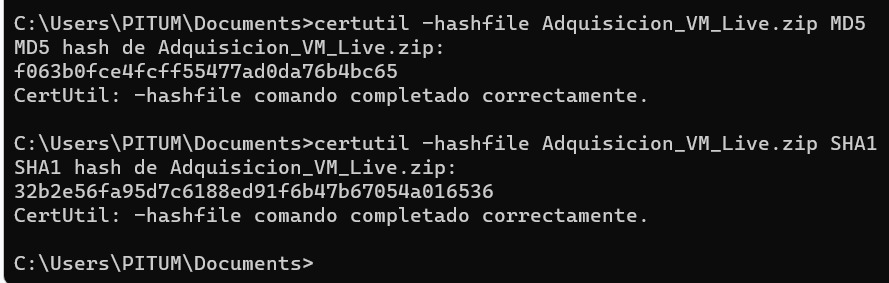 C:\Users\PITUM\Documents>certutil -hashfile Adquisicion_VM_Live.zip MD5
MD5 hash de Adquisicion_VM_Live.zip:
f063b0fce4fcff55477ad0da76b4bc65
CertUtil: -hashfile comando completado correctamente.

C:\Users\PITUM\Documents>certutil -hashfile Adquisicion_VM_Live.zip SHA1
SHA1 hash de Adquisicion_VM_Live.zip:
32b2e56fa95d7c6188ed91f6b47b67054a016536
CertUtil: -hashfile comando completado correctamente.

C:\Users\PITUM\Documents>